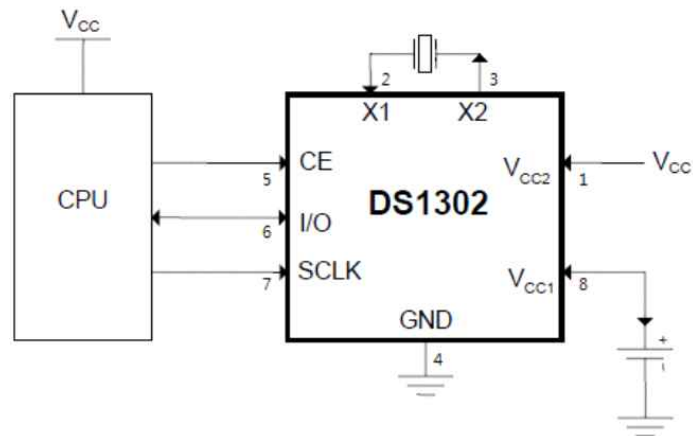 VCC
2
3
X1
X2
CE
5
VCC2
1
VCC
CPU
DS1302
I/O
6
SCLK
7
VCC1
8
GND
4
+
-